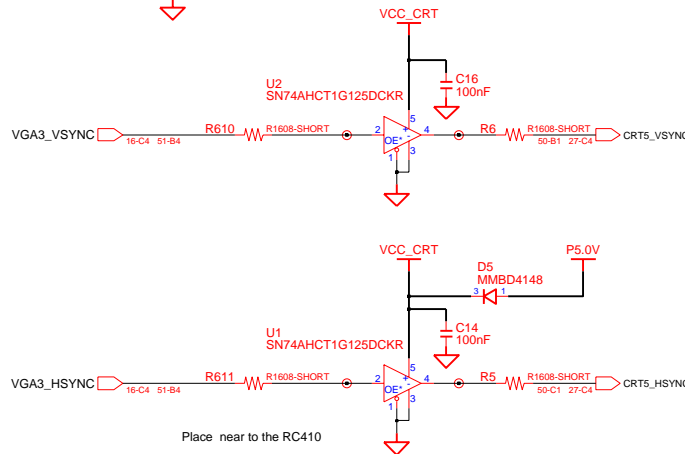 VCC_CRT
U2
SN74AHCT1G125DCKR
C16
100nF
5
VGA3_VSYNC
16-C4 51-B4
R610
R1608-SHORT
2
+
-
4
OE*
1
3
R6
R1608-SHORT
50-B1 27-C4
CRT5_VSYNC
VCC_CRT
P5.0V
D5
MMBD4148
3
1
U1
SN74AHCT1G125DCKR
C14
100nF
5
VGA3_HSYNC
16-C4 51-B4
R611
R1608-SHORT
2
+
-
4
OE*
1
3
R5
R1608-SHORT
50-C1 27-C4
CRT5_HSYNC
Place near to the RC410